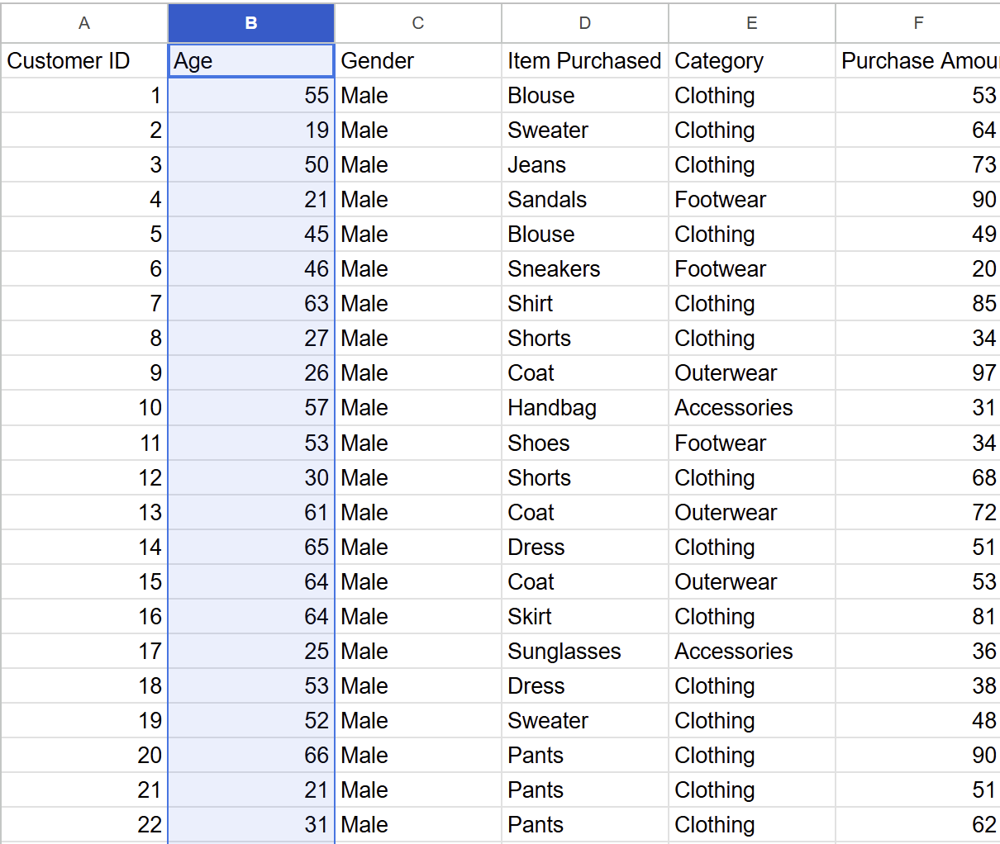 A B C D E F
Customer ID Age Gender Item Purchased Category Purchase Amou
1 55 Male Blouse Clothing 53
2 19 Male Sweater Clothing 64
3 50 Male Jeans Clothing 73
4 21 Male Sandals Footwear 90
5 45 Male Blouse Clothing 49
6 46 Male Sneakers Footwear 20
7 63 Male Shirt Clothing 85
8 27 Male Shorts Clothing 34
9 26 Male Coat Outerwear 97
10 57 Male Handbag Accessories 31
11 53 Male Shoes Footwear 34
12 30 Male Shorts Clothing 68
13 61 Male Coat Outerwear 72
14 65 Male Dress Clothing 51
15 64 Male Coat Outerwear 53
16 64 Male Skirt Clothing 81
17 25 Male Sunglasses Accessories 36
18 53 Male Dress Clothing 38
19 52 Male Sweater Clothing 48
20 66 Male Pants Clothing 90
21 21 Male Pants Clothing 51
22 31 Male Pants Clothing 62